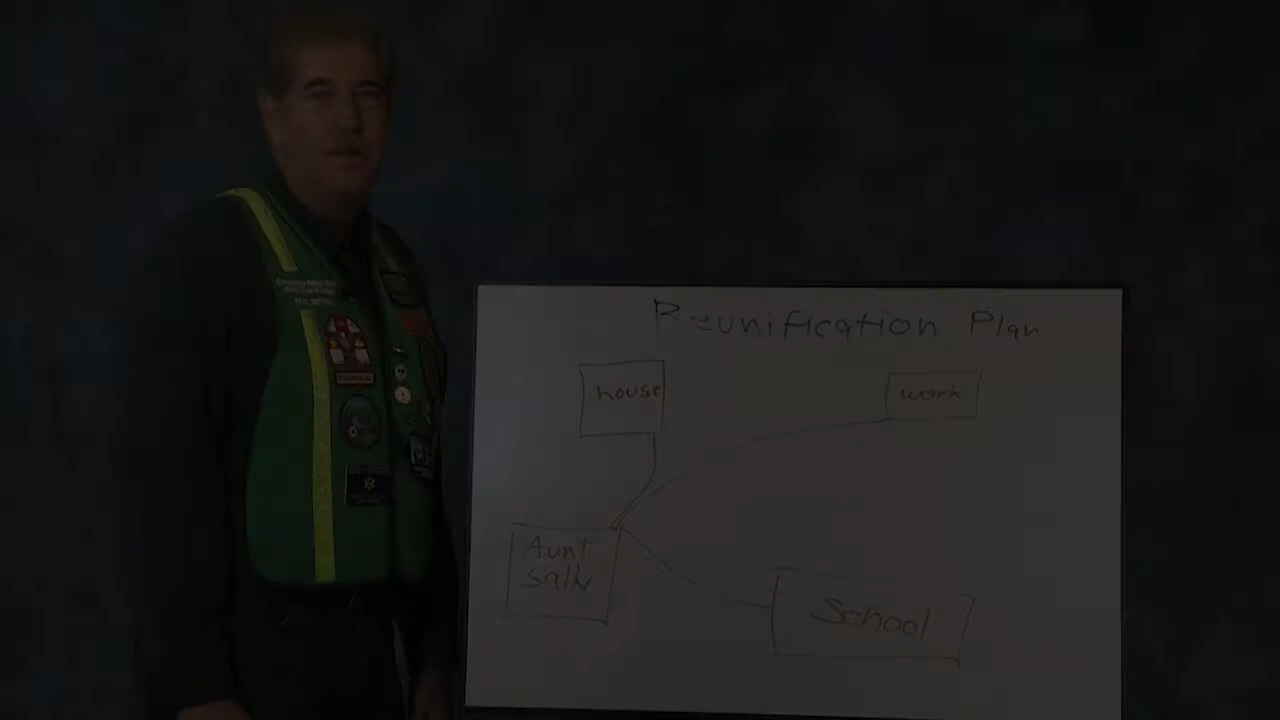 Reunification Plan
house
work
Aunt
Sally
School